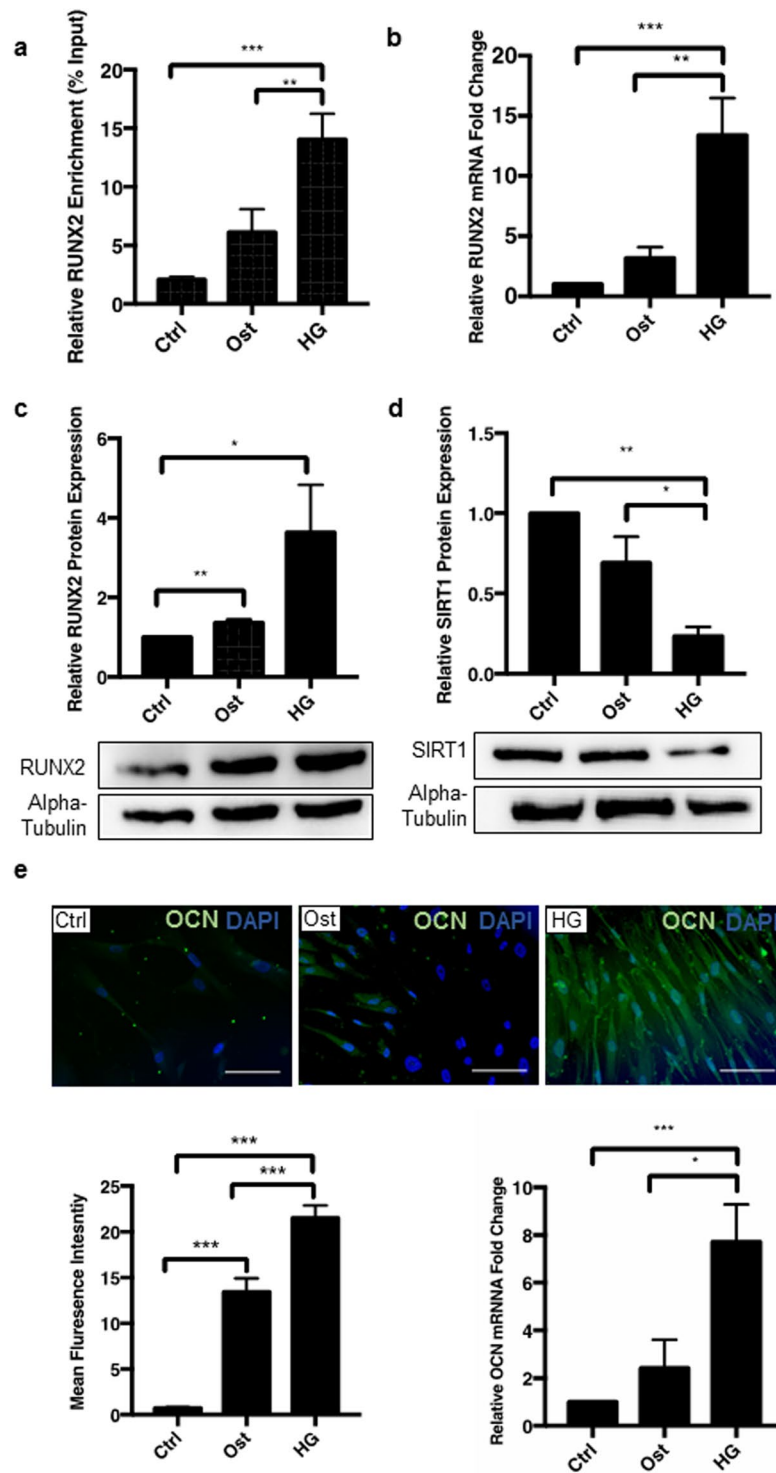 a
Relative RUNX2 Enrichment (% Input)
20
15
10
5
0
***
**
Ctrl
Ost
HG
b
Relative RUNX2 mRNA Fold Change
20
15
10
5
0
***
**
Ctrl
Ost
HG
c
Relative RUNX2 Protein Expression
6
4
2
0
*
**
Ctrl
Ost
HG
RUNX2
Alpha-
Tubulin
d
Relative SIRT1 Protein Expression
1.5
1.0
0.5
0.0
**
*
Ctrl
Ost
HG
SIRT1
Alpha-
Tubulin
e
Ctrl OCN DAPI
Ost OCN DAPI
HG OCN DAPI
Mean Fluresence Intesntiy
25
20
15
10
5
0
***
***
***
Ctrl
Ost
HG
Relative OCN mRNNA Fold Change
10
8
6
4
2
0
***
*
Ctrl
Ost
HG